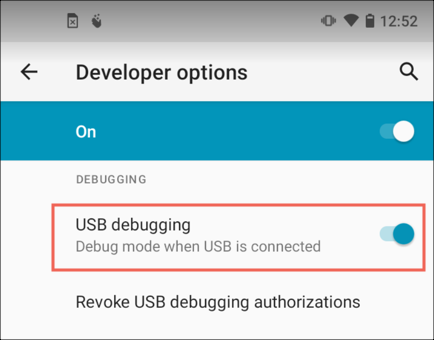 12:52
Developer options
On
DEBUGGING
USB debugging
Debug mode when USB is connected
Revoke USB debugging authorizations